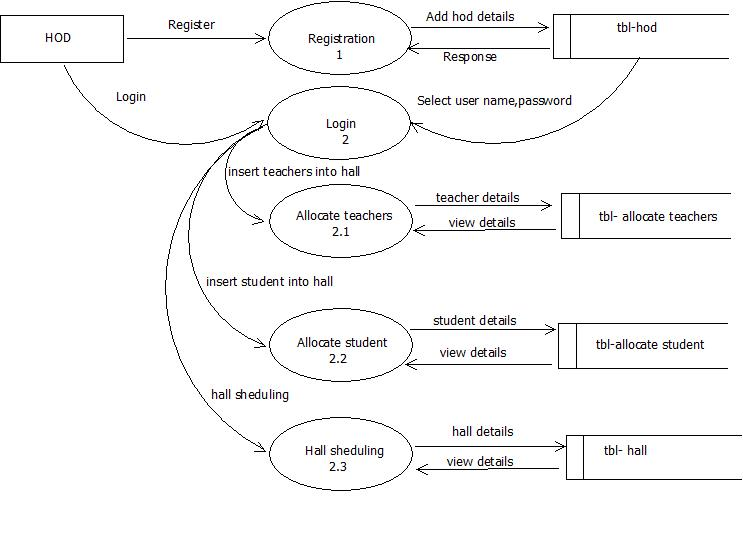 HOD
Register
Registration
1
Add hod details
Response
tbl-hod
Login
Login
2
Select user name,password
insert teachers into hall
Allocate teachers
2.1
teacher details
view details
tbl- allocate teachers
insert student into hall
Allocate student
2.2
student details
view details
tbl-allocate student
hall sheduling
Hall sheduling
2.3
hall details
view details
tbl- hall